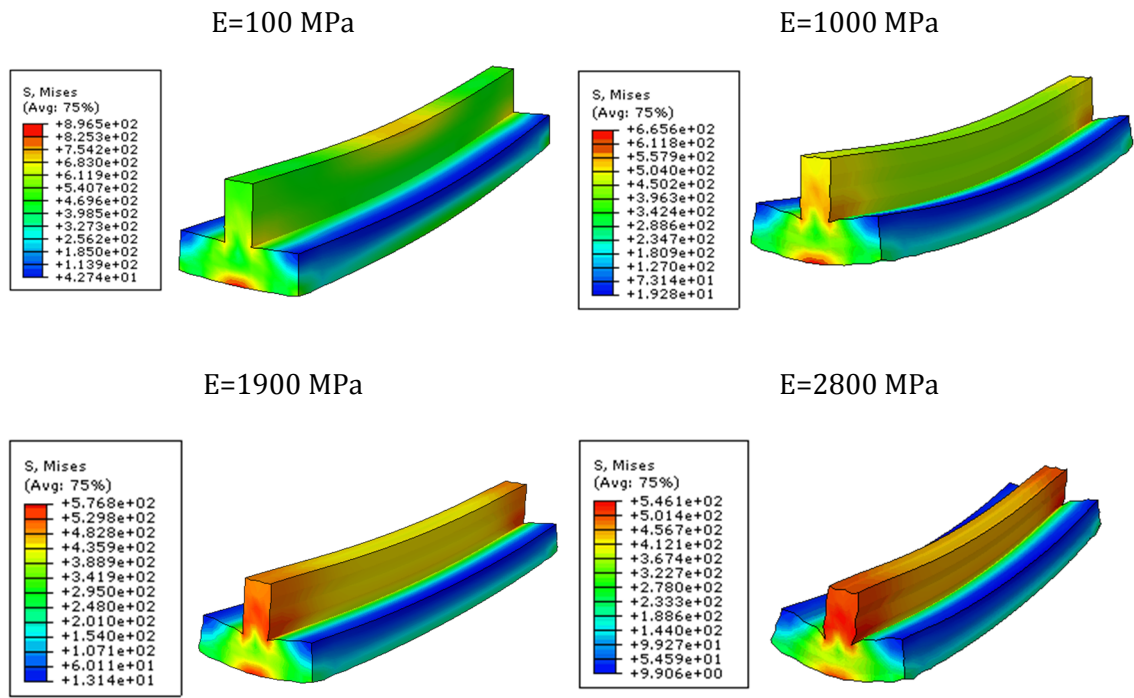 E=100 MPa
E=1000 MPa
S, Mises
(Avg: 75%)
+8.965e+02
+8.253e+02
+7.542e+02
+6.830e+02
+6.119e+02
+5.407e+02
+4.696e+02
+3.985e+02
+3.273e+02
+2.562e+02
+1.850e+02
+1.139e+02
+4.274e+01
S, Mises
(Avg: 75%)
+6.656e+02
+6.118e+02
+5.579e+02
+5.040e+02
+4.502e+02
+3.963e+02
+3.424e+02
+2.886e+02
+2.347e+02
+1.809e+02
+1.270e+02
+7.314e+01
+1.928e+01
E=1900 MPa
E=2800 MPa
S, Mises
(Avg: 75%)
+5.768e+02
+5.298e+02
+4.828e+02
+4.359e+02
+3.889e+02
+3.419e+02
+2.950e+02
+2.480e+02
+2.010e+02
+1.540e+02
+1.071e+02
+6.011e+01
+1.314e+01
S, Mises
(Avg: 75%)
+5.461e+02
+5.014e+02
+4.567e+02
+4.121e+02
+3.674e+02
+3.227e+02
+2.780e+02
+2.333e+02
+1.886e+02
+1.440e+02
+9.927e+01
+5.459e+01
+9.906e+00